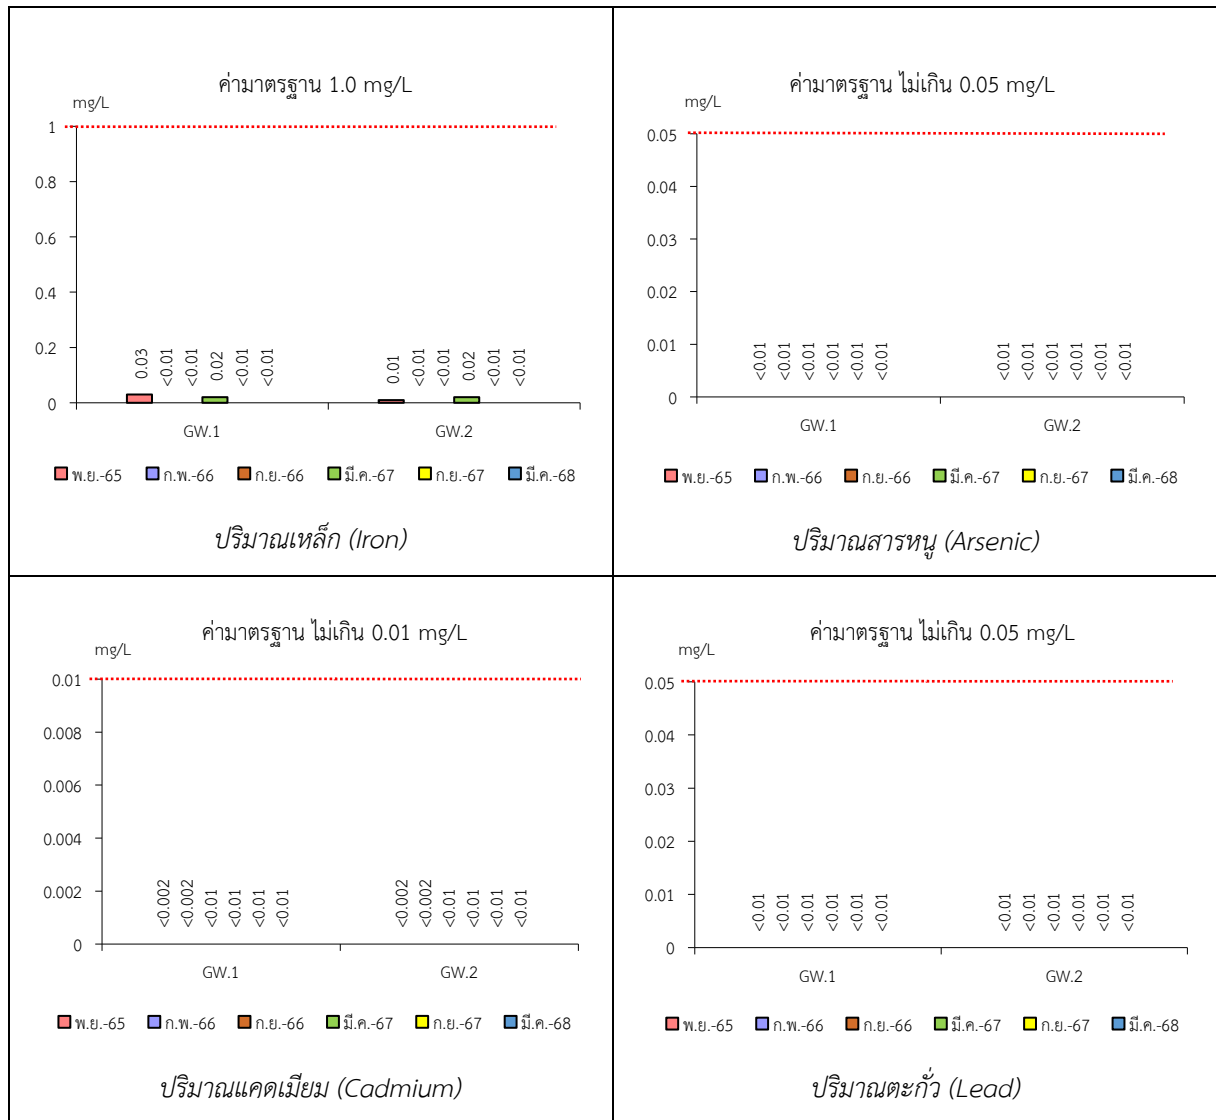 ค่ามาตรฐาน 1.0 mg/L
mg/L
1
0.8
0.6
0.4
0.2
0
0.03 <0.01 <0.01 0.02 <0.01 <0.01
0.01 <0.01 <0.01 0.02 <0.01 <0.01
GW.1 GW.2
พ.ย.-65 ก.พ.-66 ก.ย.-66 มี.ค.-67 ก.ย.-67 มี.ค.-68
ปริมาณเหล็ก (Iron)
ค่ามาตรฐาน ไม่เกิน 0.05 mg/L
mg/L
0.05
0.04
0.03
0.02
0.01
0
<0.01 <0.01 <0.01 <0.01 <0.01 <0.01
<0.01 <0.01 <0.01 <0.01 <0.01 <0.01
GW.1 GW.2
พ.ย.-65 ก.พ.-66 ก.ย.-66 มี.ค.-67 ก.ย.-67 มี.ค.-68
ปริมาณสารหนู (Arsenic)
ค่ามาตรฐาน ไม่เกิน 0.01 mg/L
mg/L
0.01
0.008
0.006
0.004
0.002
0
<0.002 <0.002 <0.01 <0.01 <0.01 <0.01
<0.002 <0.002 <0.01 <0.01 <0.01 <0.01
GW.1 GW.2
พ.ย.-65 ก.พ.-66 ก.ย.-66 มี.ค.-67 ก.ย.-67 มี.ค.-68
ปริมาณแคดเมียม (Cadmium)
ค่ามาตรฐาน ไม่เกิน 0.05 mg/L
mg/L
0.05
0.04
0.03
0.02
0.01
0
<0.01 <0.01 <0.01 <0.01 <0.01 <0.01
<0.01 <0.01 <0.01 <0.01 <0.01 <0.01
GW.1 GW.2
พ.ย.-65 ก.พ.-66 ก.ย.-66 มี.ค.-67 ก.ย.-67 มี.ค.-68
ปริมาณตะกั่ว (Lead)